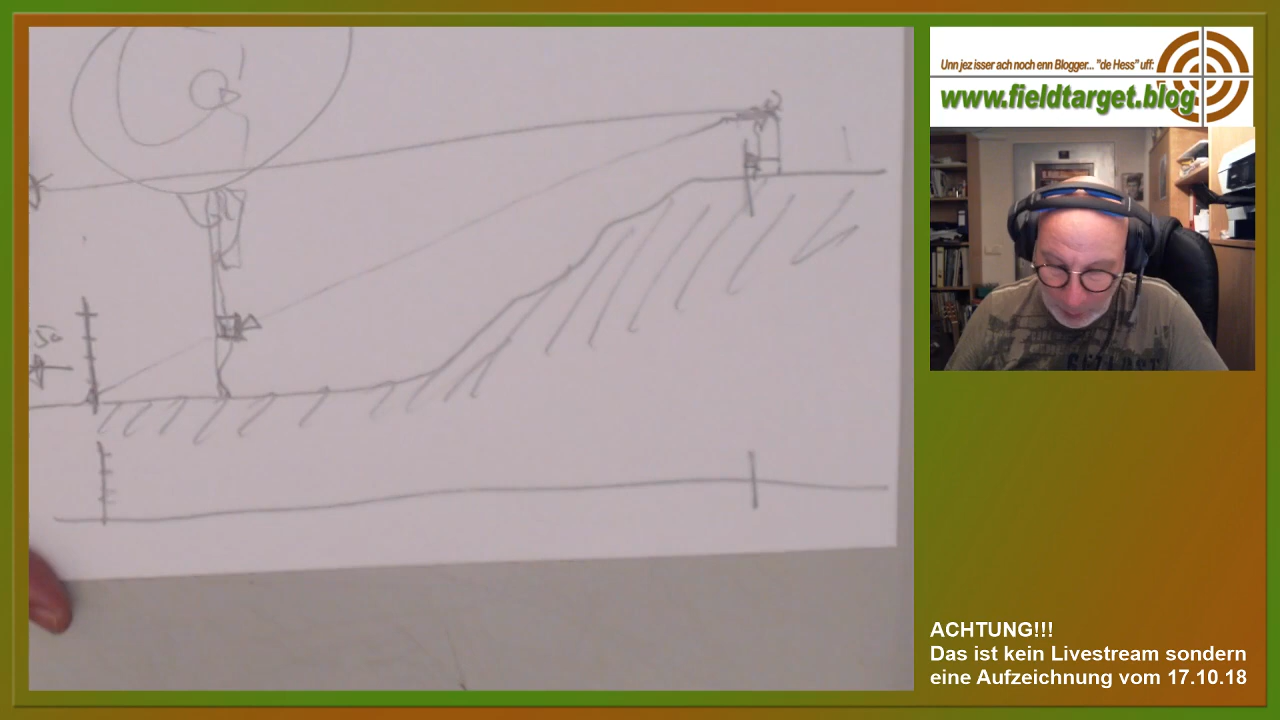 Unn jez isser ach noch enn Blogger... "de Hess" uff:
www.fieldtarget.blog
50
ACHTUNG!!!
Das ist kein Livestream sondern
eine Aufzeichnung vom 17.10.18